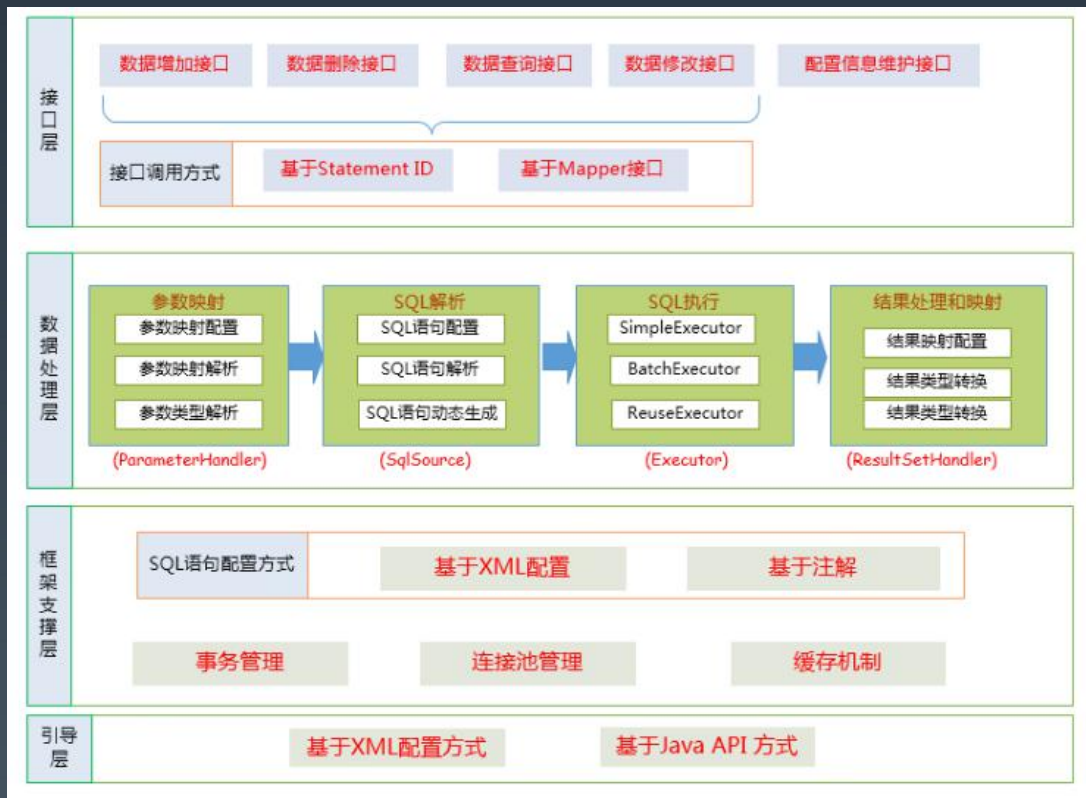 接口层
数据增加接口
数据删除接口
数据查询接口
数据修改接口
配置信息维护接口
接口调用方式
基于Statement ID
基于Mapper接口
数据处理层
参数映射
参数映射配置
参数映射解析
参数类型解析
(ParameterHandler)
SQL解析
SQL语句配置
SQL语句解析
SQL语句动态生成
(SqlSource)
SQL执行
SimpleExecutor
BatchExecutor
ReuseExecutor
(Executor)
结果处理和映射
结果映射配置
结果类型转换
结果类型转换
(ResultSetHandler)
框架支撑层
SQL语句配置方式
基于XML配置
基于注解
事务管理
连接池管理
缓存机制
引导层
基于XML配置方式
基于Java API 方式